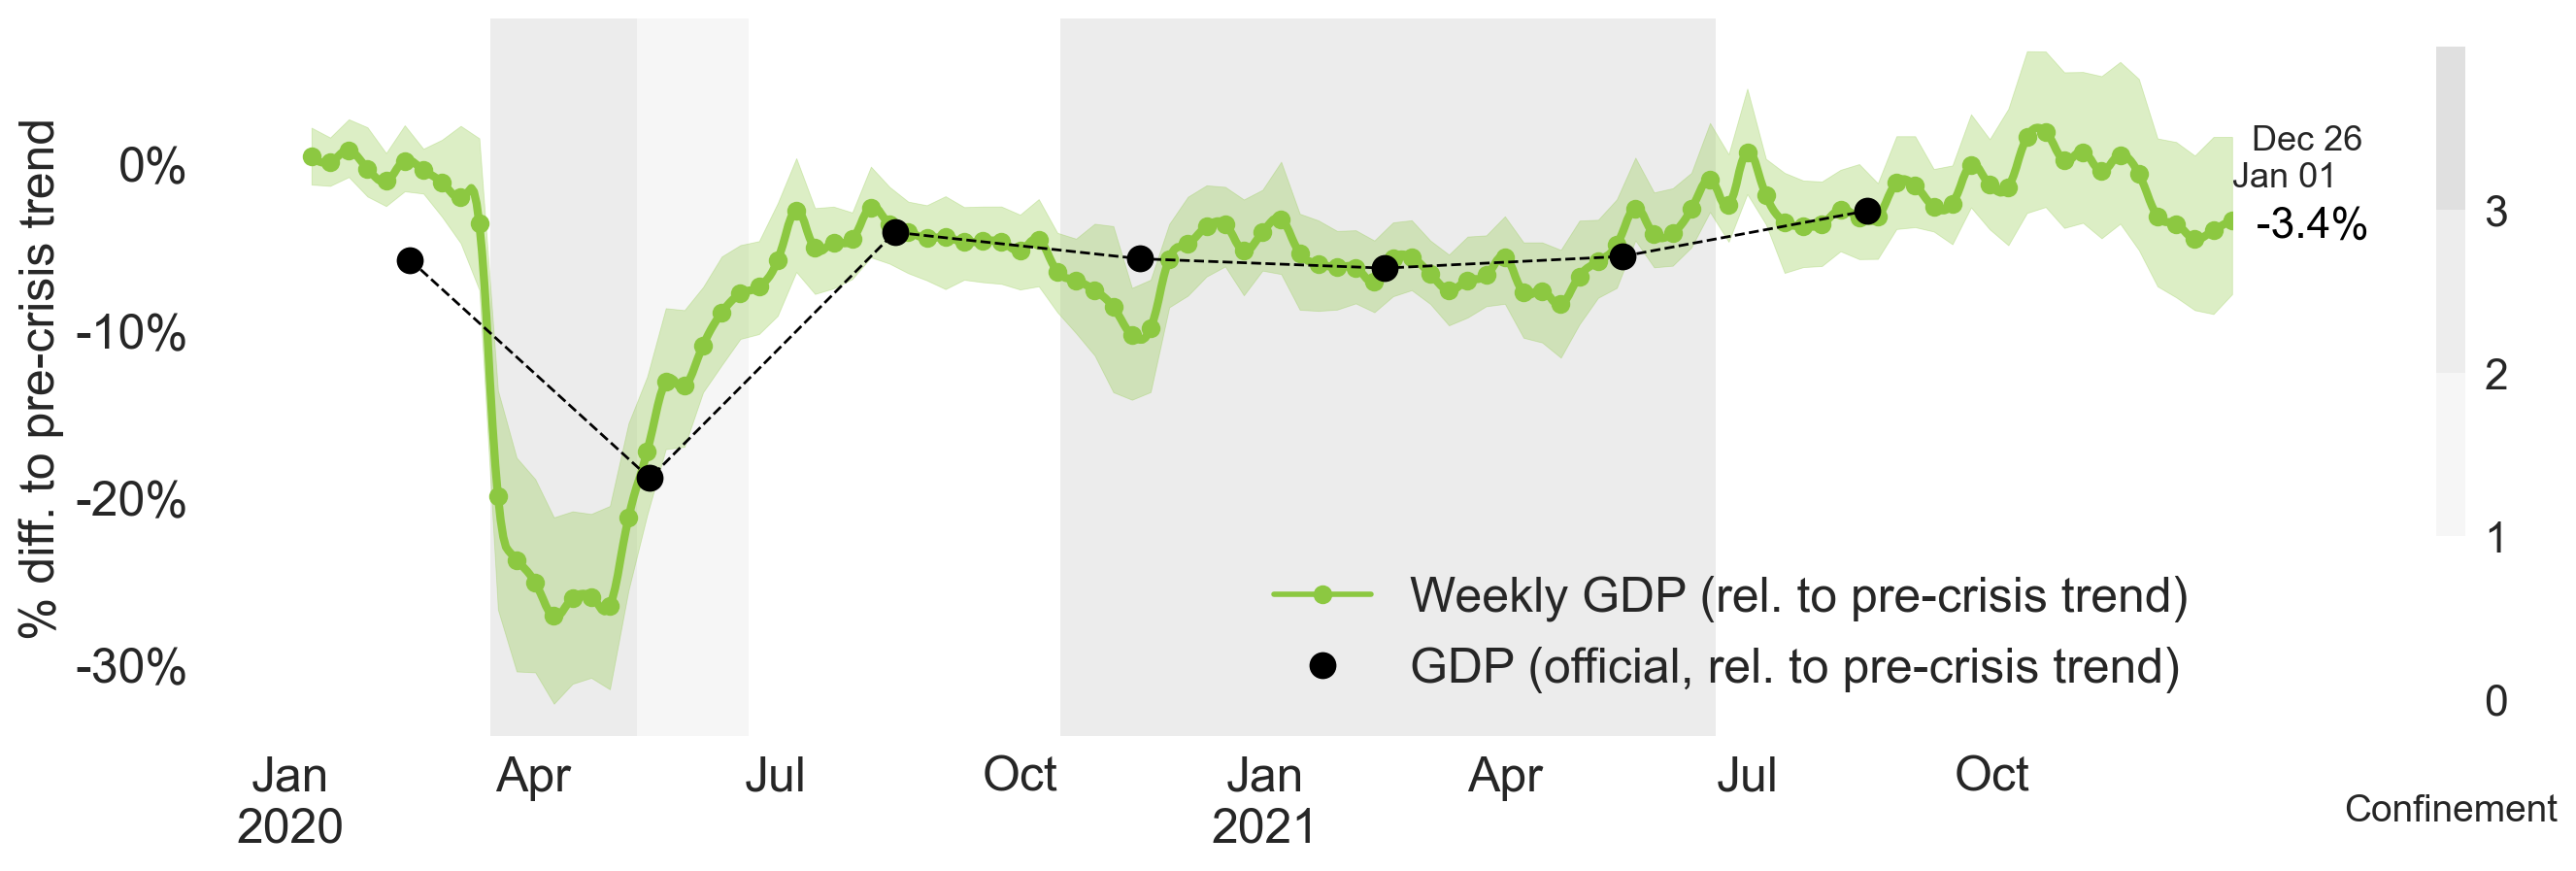 % diff. to pre-crisis trend
0%
-10%
-20%
-30%
Dec 26
Jan 01
-3.4%
Weekly GDP (rel. to pre-crisis trend)
GDP (official, rel. to pre-crisis trend)
Jan
2020
Apr
Jul
Oct
Jan
2021
Apr
Jul
Oct
3
2
1
0
Confinement